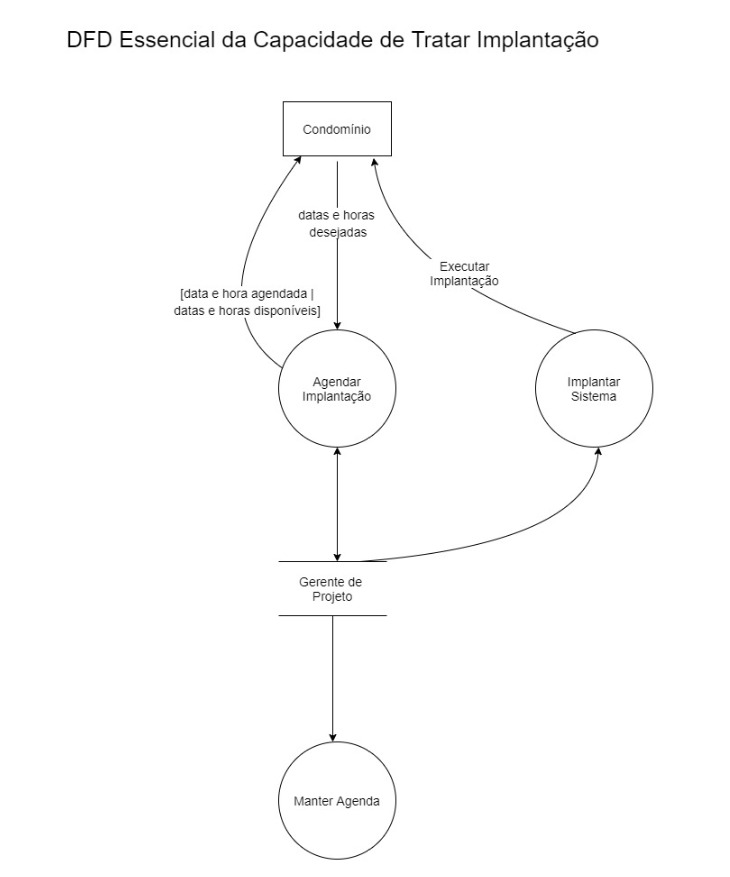 DFD Essencial da Capacidade de Tratar Implantação
Condomínio
datas e horas
desejadas
Executar
Implantação
[data e hora agendada |
datas e horas disponíveis]
Agendar
Implantação
Implantar
Sistema
Gerente de
Projeto
Manter Agenda